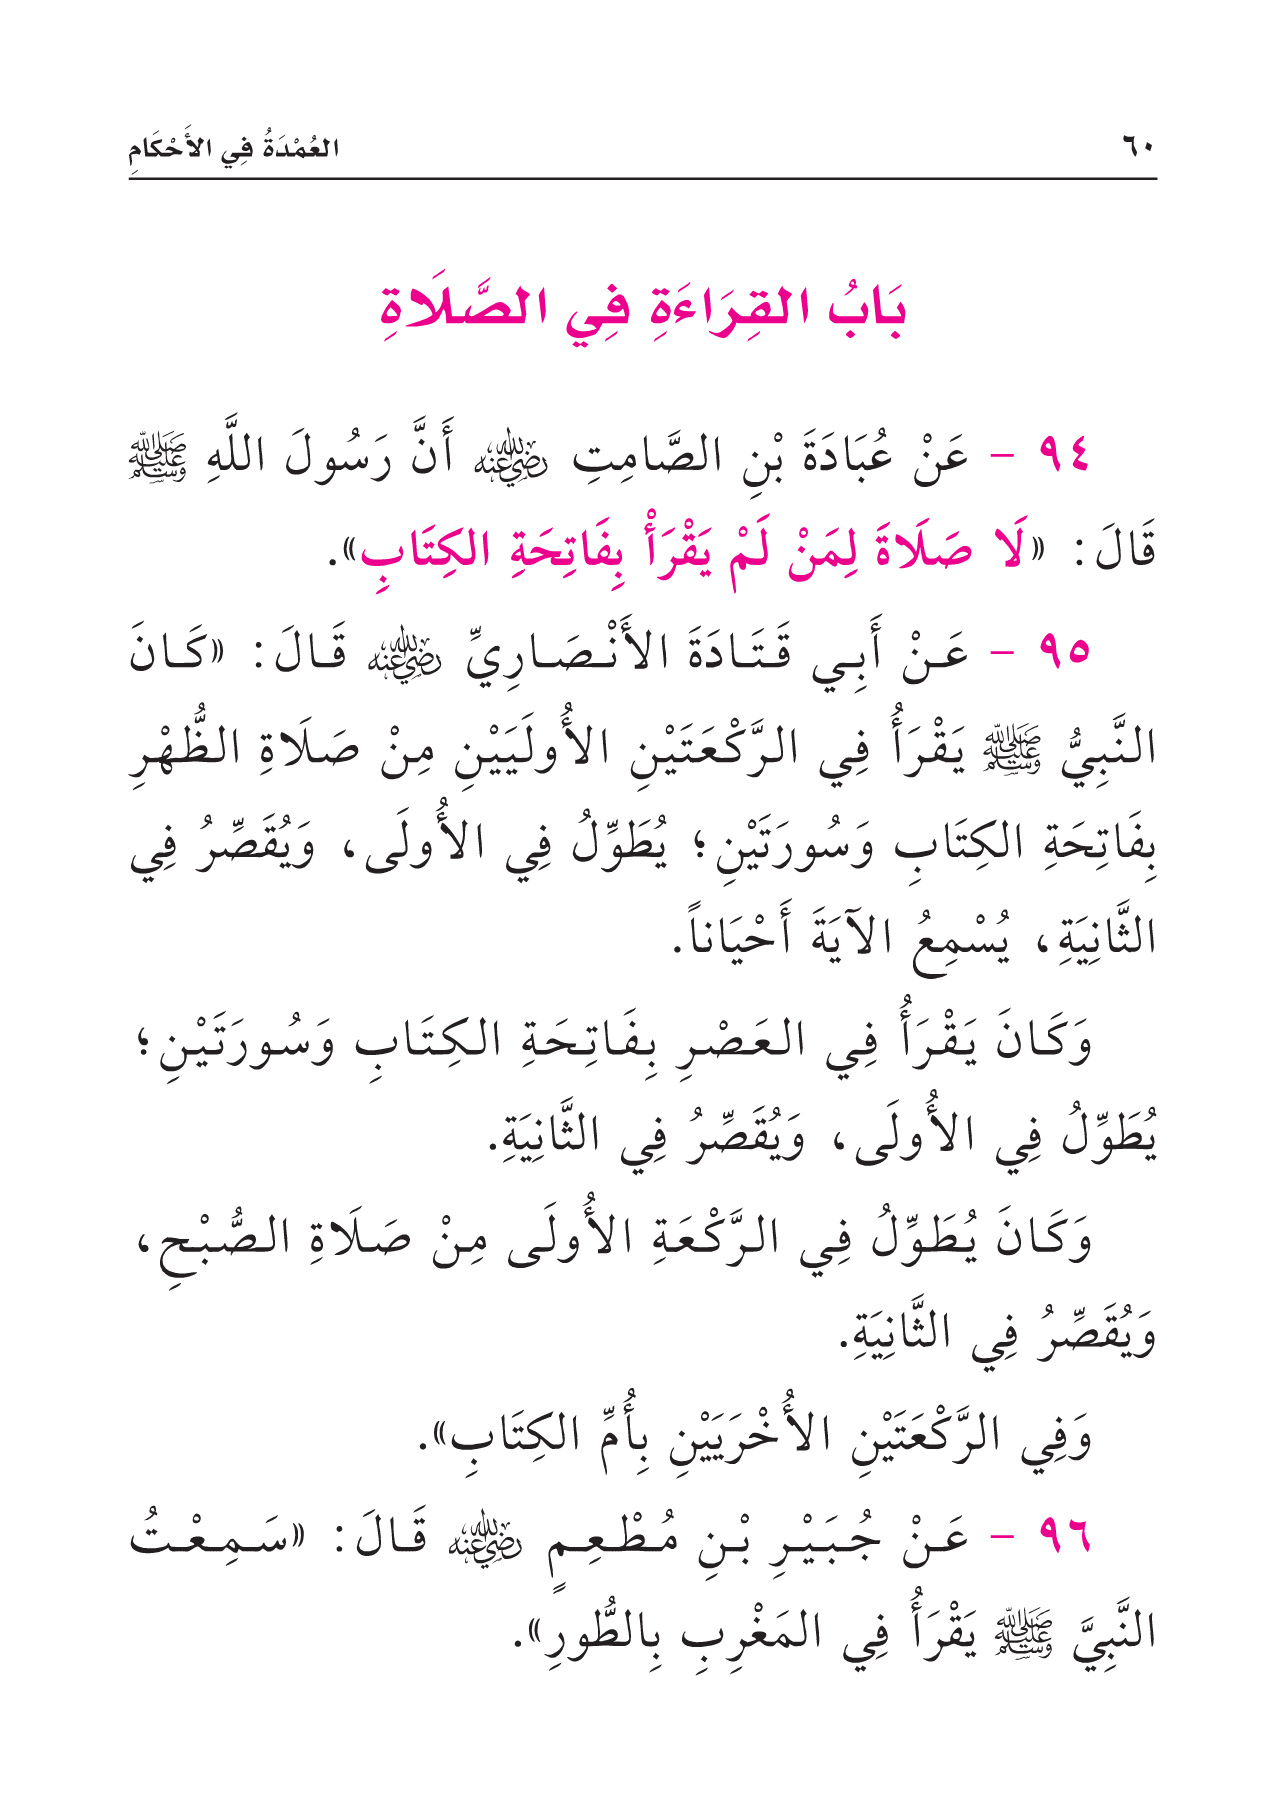 ٦٠ العُمْدَةُ فِي الأَحْكَامِ
بَابُ القِرَاءَةِ فِي الصَّلَاةِ
٩٤ - عَنْ عُبَادَةَ بْنِ الصَّامِتِ رضي الله عنه أَنَّ رَسُولَ اللَّهِ ﷺ
قَالَ: «لَا صَلَاةَ لِمَنْ لَمْ يَقْرَأْ بِفَاتِحَةِ الكِتَابِ».
٩٥ - عَنْ أَبِي قَتَادَةَ الأَنْصَارِيِّ رضي الله عنه قَالَ: «كَانَ
النَّبِيُّ ﷺ يَقْرَأُ فِي الرَّكْعَتَيْنِ الأُولَيَيْنِ مِنْ صَلَاةِ الظُّهْرِ
بِفَاتِحَةِ الكِتَابِ وَسُورَتَيْنِ؛ يُطَوِّلُ فِي الأُولَى، وَيُقَصِّرُ فِي
الثَّانِيَةِ، يُسْمِعُ الآيَةَ أَحْيَاناً.
وَكَانَ يَقْرَأُ فِي العَصْرِ بِفَاتِحَةِ الكِتَابِ وَسُورَتَيْنِ؛
يُطَوِّلُ فِي الأُولَى، وَيُقَصِّرُ فِي الثَّانِيَةِ.
وَكَانَ يُطَوِّلُ فِي الرَّكْعَةِ الأُولَى مِنْ صَلَاةِ الصُّبْحِ،
وَيُقَصِّرُ فِي الثَّانِيَةِ.
وَفِي الرَّكْعَتَيْنِ الأُخْرَيَيْنِ بِأُمِّ الكِتَابِ».
٩٦ - عَنْ جُبَيْرِ بْنِ مُطْعِمٍ رضي الله عنه قَالَ: «سَمِعْتُ
النَّبِيَّ ﷺ يَقْرَأُ فِي المَغْرِبِ بِالطُّورِ».